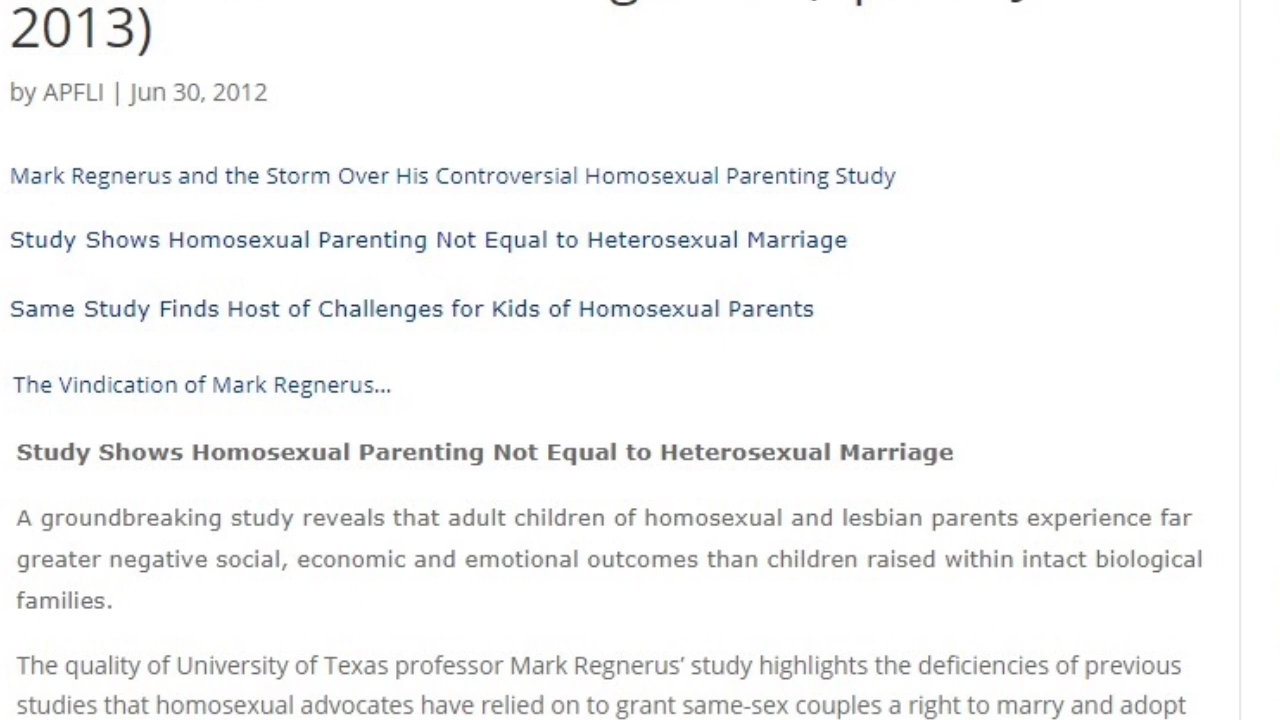 2013)
by APFLI | Jun 30, 2012
Mark Regnerus and the Storm Over His Controversial Homosexual Parenting Study
Study Shows Homosexual Parenting Not Equal to Heterosexual Marriage
Same Study Finds Host of Challenges for Kids of Homosexual Parents
The Vindication of Mark Regnerus...
Study Shows Homosexual Parenting Not Equal to Heterosexual Marriage
A groundbreaking study reveals that adult children of homosexual and lesbian parents experience far
greater negative social, economic and emotional outcomes than children raised within intact biological
families.
The quality of University of Texas professor Mark Regnerus’ study highlights the deficiencies of previous
studies that homosexual advocates have relied on to grant same-sex couples a right to marry and adopt